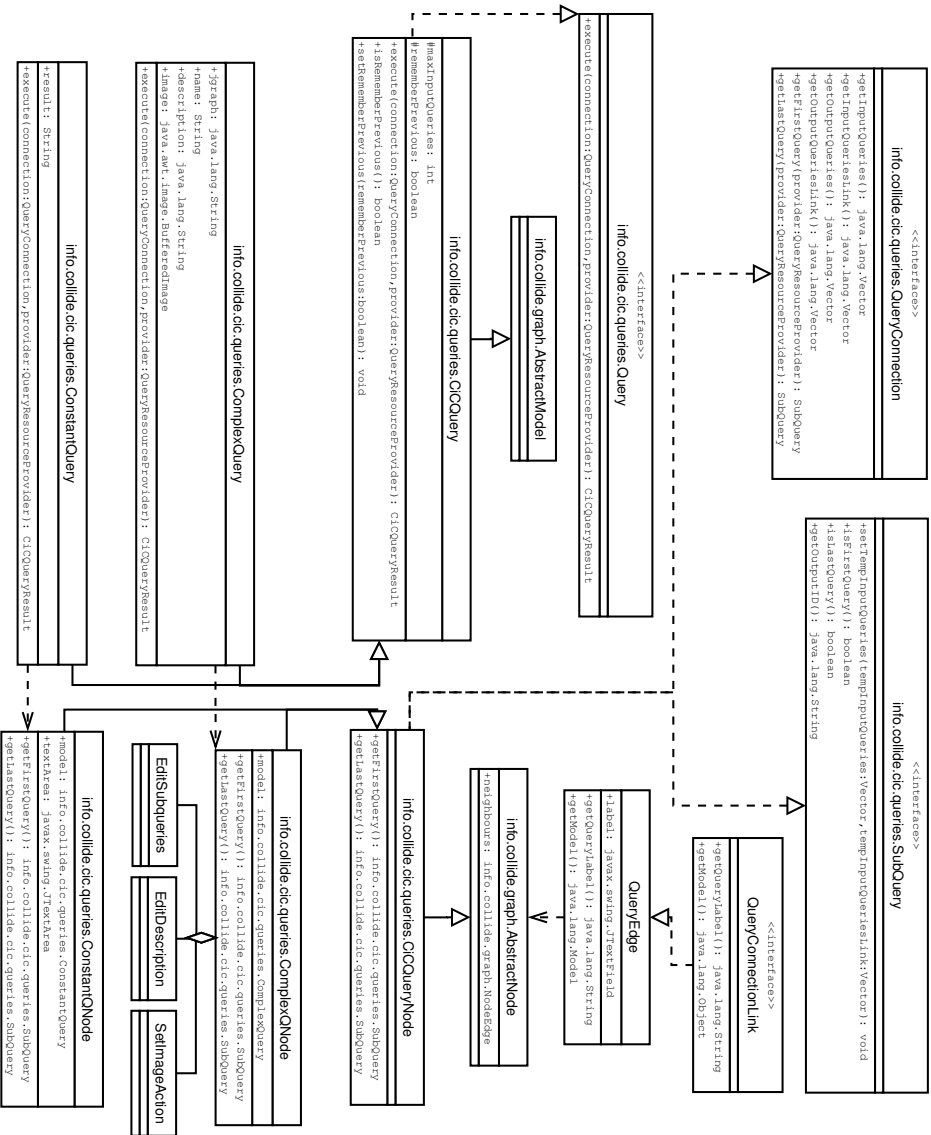 <<interface>>
info.collide.cic.queries.QueryConnection
+getInputQueries(): java.lang.Vector
+getInputQueriesLink(): java.lang.Vector
+getOutputQueries(): java.lang.Vector
+getOutputQueriesLink(): java.lang.Vector
+getFirstQuery(provider:QueryResourceProvider): SubQuery
+getLastQuery(provider:QueryResourceProvider): SubQuery
<<interface>>
info.collide.cic.queries.SubQuery
+setTempInputQueries(tempInputQueries:Vector,tempInputQueriesLink:Vector): void
+isFirstQuery(): boolean
+isLastQuery(): boolean
+getOutputID(): java.lang.String
<<interface>>
QueryConnectionLink
+getQueryLabel(): java.lang.String
+getModel(): java.lang.Object
<<interface>>
info.collide.cic.queries.Query
+execute(connection:QueryConnection,provider:QueryResourceProvider): CiCQueryResult
QueryEdge
+label: javax.swing.JTextField
+getQueryLabel(): java.lang.String
+getModel(): java.lang.Model
info.collide.graph.AbstractModel
info.collide.graph.AbstractNode
+neighbours: info.collide.graph.NodeEdge
info.collide.cic.queries.CiCQuery
#maxInputQueries: int
#rememberPrevious: boolean
+execute(connection:QueryConnection,provider:QueryResourceProvider): CiCQueryResult
+isRememberPrevious(): boolean
+setRememberPrevious(rememberPrevious:boolean): void
info.collide.cic.queries.CiCQueryNode
+getFirstQuery(): info.collide.cic.queries.SubQuery
+getLastQuery(): info.collide.cic.queries.SubQuery
info.collide.cic.queries.ComplexQuery
+jgraph: java.lang.String
+name: String
+description: java.lang.String
+image: java.awt.image.BufferedImage
+execute(connection:QueryConnection,provider:QueryResourceProvider): CiCQueryResult
info.collide.cic.queries.ComplexQNode
+model: info.collide.cic.queries.ComplexQuery
+getFirstQuery(): info.collide.cic.queries.SubQuery
+getLastQuery(): info.collide.cic.queries.SubQuery
EditSubqueries
EditDescription
SetImageAction
info.collide.cic.queries.ConstantQuery
+result: String
+execute(connection:QueryConnection,provider:QueryResourceProvider): CiCQueryResult
info.collide.cic.queries.ConstantQNode
+model: info.collide.cic.queries.ConstantQuery
+textArea: javax.swing.JTextArea
+getFirstQuery(): info.collide.cic.queries.SubQuery
+getLastQuery(): info.collide.cic.queries.SubQuery